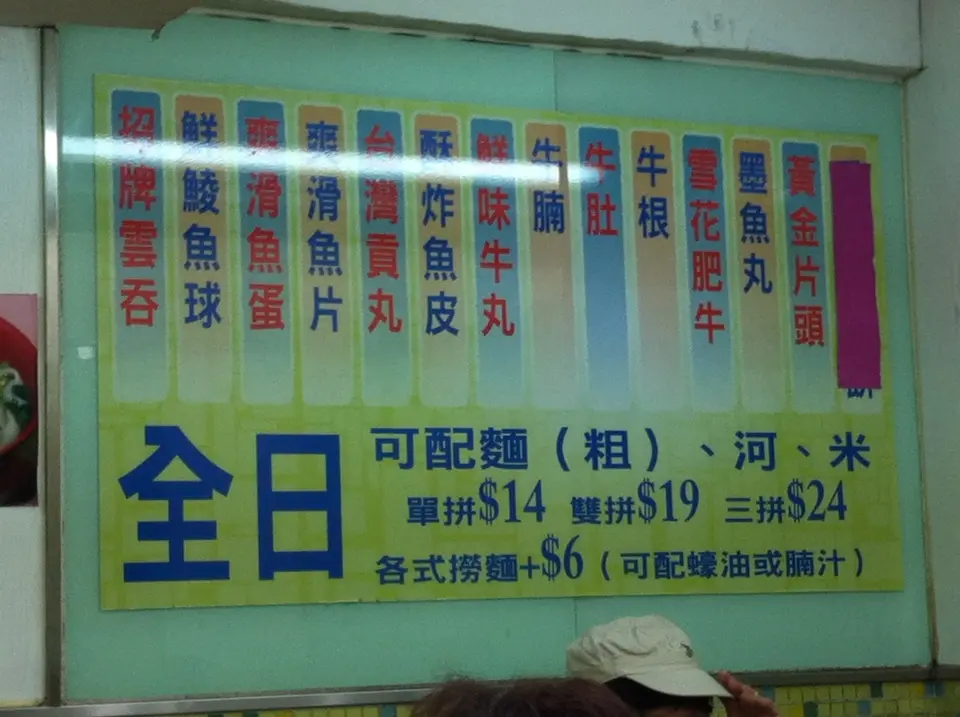 招牌雲吞
鮮鯪魚球
爽滑魚蛋
爽滑魚片
台灣貢丸
酥炸魚皮
鮮味牛丸
牛腩
牛肚
牛根
雪花肥牛
墨魚丸
黃金片頭
全日
可配麵（粗）、河、米
單拼$14 雙拼$19 三拼$24
各式撈麵+$6（可配蠔油或腩汁）